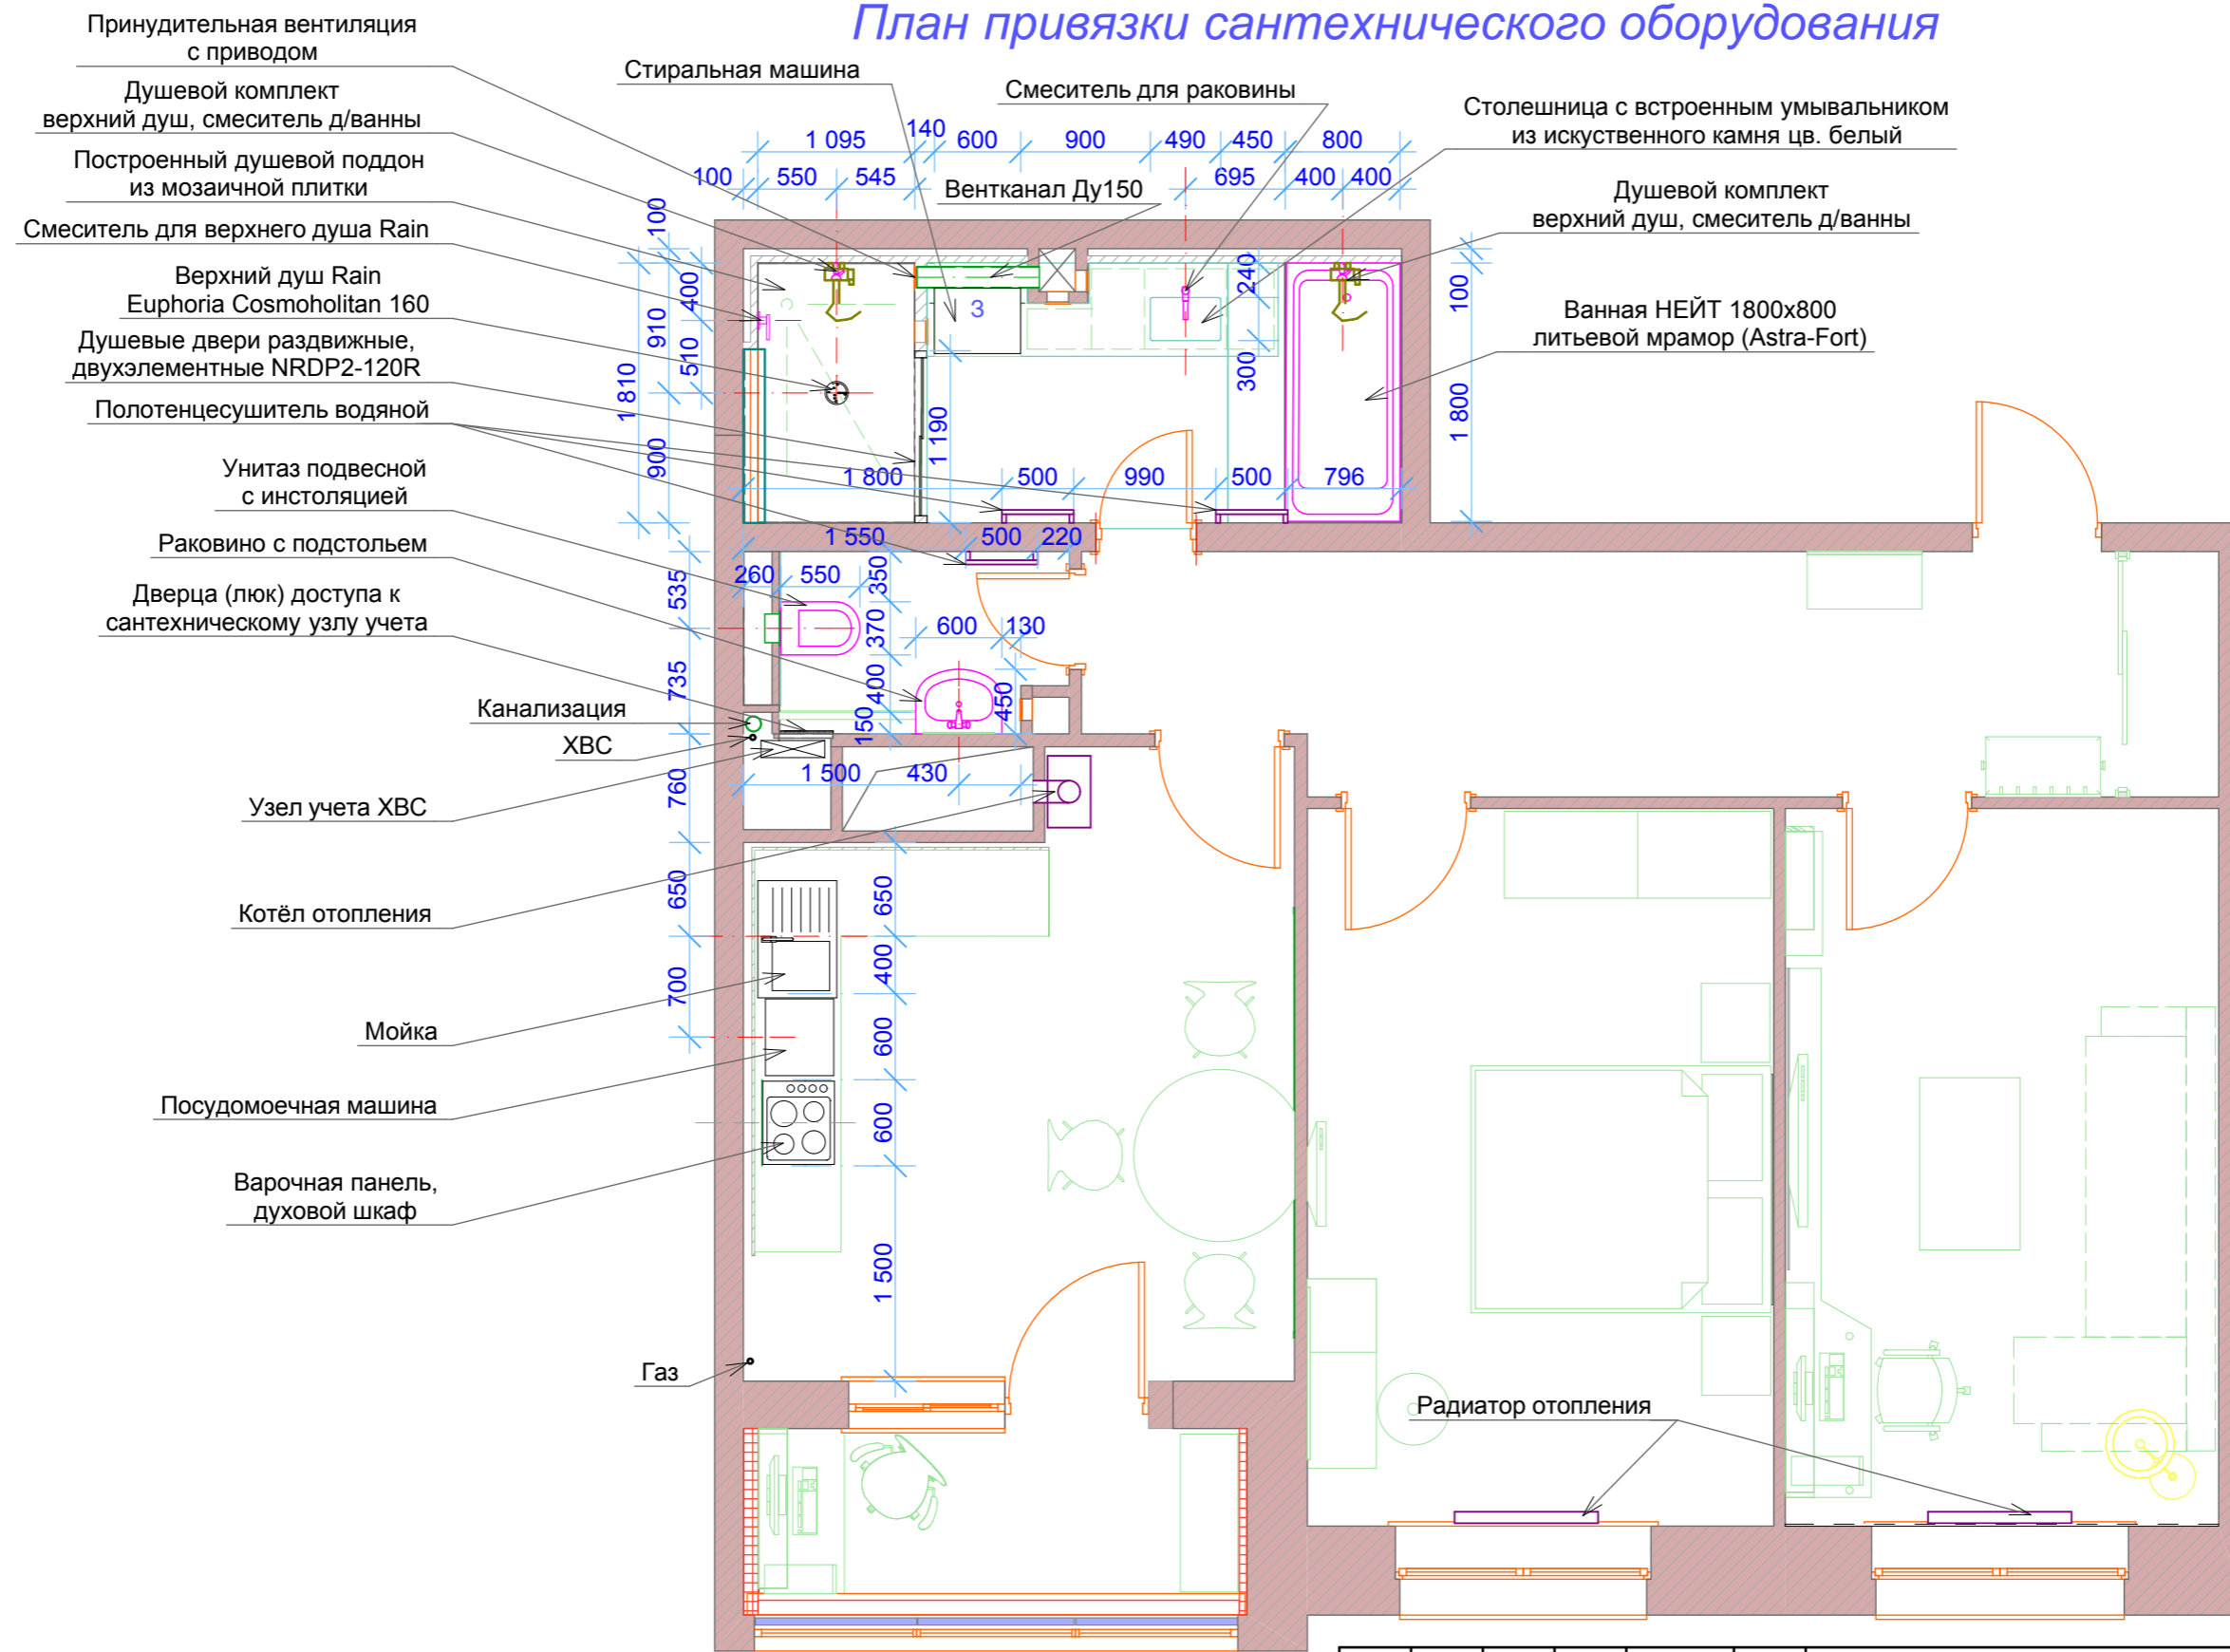 План привязки сантехнического оборудования
Принудительная вентиляция
с приводом
Душевой комплект
верхний душ, смеситель д/ванны
Построенный душевой поддон
из мозаичной плитки
Смеситель для верхнего душа Rain
Верхний душ Rain
Euphoria Cosmoholitan 160
Душевые двери раздвижные,
двухэлементные NRDP2-120R
Полотенцесушитель водяной
Унитаз подвесной
с инстоляцией
Раковино с подстольем
Дверца (люк) доступа к
сантехническому узлу учета
Канализация
ХВС
Узел учета ХВС
Котёл отопления
Мойка
Посудомоечная машина
Варочная панель,
духовой шкаф
Газ
Стиральная машина
Смеситель для раковины
Вентканал Ду150
Столешница с встроенным умывальником
из искуственного камня цв. белый
Душевой комплект
верхний душ, смеситель д/ванны
Ванная НЕЙТ 1800х800
литьевой мрамор (Astra-Fort)
Радиатор отопления
1 095 140 600 900 490 450 800
100 550 545 695 400 400
100
400
910
510
1 810
900
3
240
300
1 190
100
1 800
1 800 500 990 500 796
1 550 500 220
260 550 350
535
370
600 130
735
400
450
150
1 500 430
760
650
650
400
700
600
600
1 500